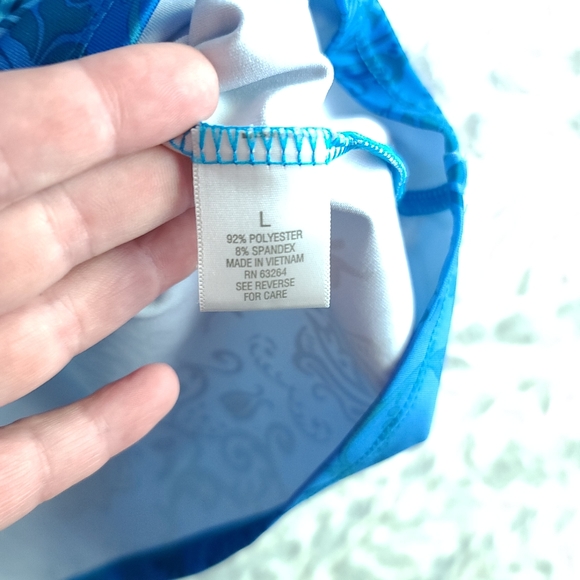 L
92% POLYESTER
8% SPANDEX
MADE IN VIETNAM
RN 63264
SEE REVERSE
FOR CARE